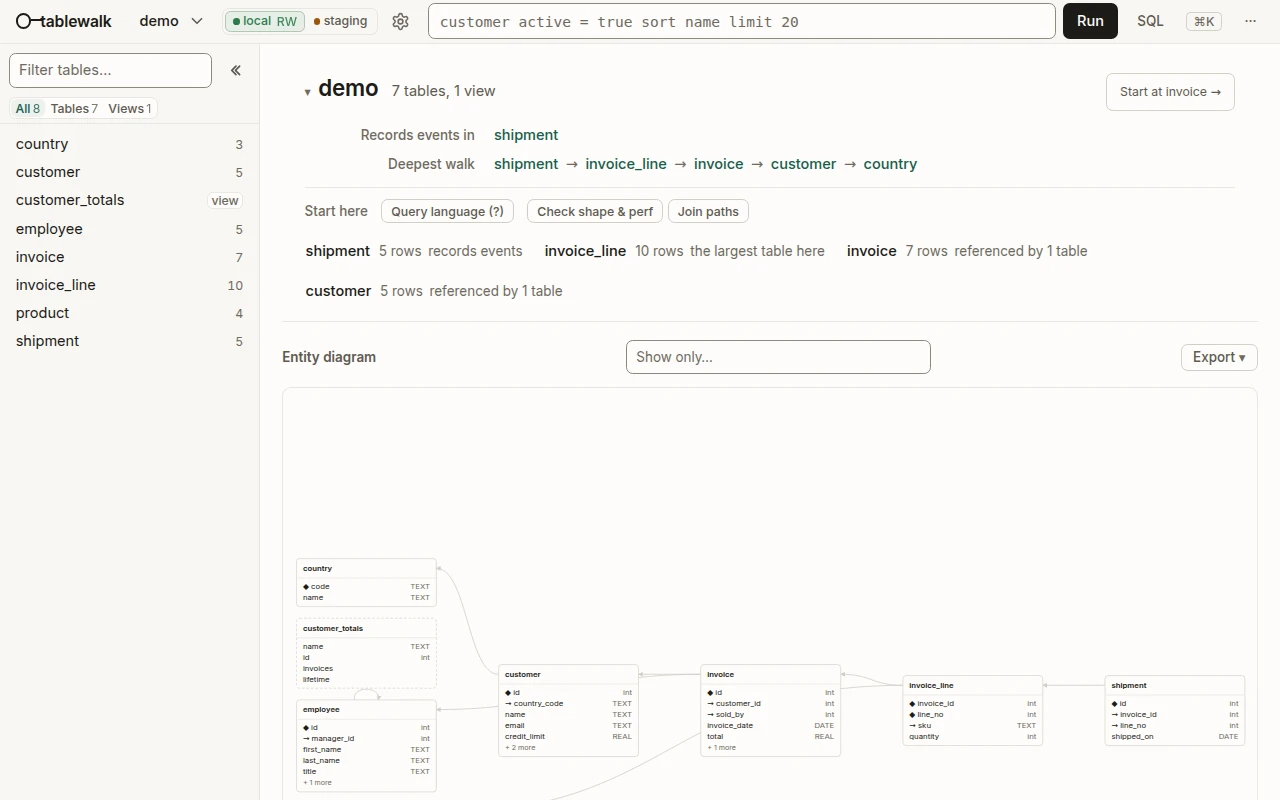 tablewalk demo local RW staging customer active = true sort name limit 20 Run SQL ⌘K ···
Filter tables...
All 8 Tables 7 Views 1
country 3
customer 5
customer_totals view
employee 5
invoice 7
invoice_line 10
product 4
shipment 5
▾ demo 7 tables, 1 view Start at invoice →
Records events in shipment
Deepest walk shipment → invoice_line → invoice → customer → country
Start here Query language (?) Check shape & perf Join paths
shipment 5 rows records events invoice_line 10 rows the largest table here invoice 7 rows referenced by 1 table
customer 5 rows referenced by 1 table
Entity diagram Show only... Export ▾
country
◆ code TEXT
name TEXT
customer_totals
name TEXT
id int
invoices
lifetime
employee
◆ id int
→ manager_id int
first_name TEXT
last_name TEXT
title TEXT
+ 1 more
customer
◆ id int
→ country_code TEXT
name TEXT
email TEXT
credit_limit REAL
+ 2 more
invoice
◆ id int
→ customer_id int
→ sold_by int
invoice_date DATE
total REAL
+ 1 more
invoice_line
◆ invoice_id int
◆ line_no int
→ sku TEXT
quantity int
shipment
◆ id int
→ invoice_id int
→ line_no int
shipped_on DATE